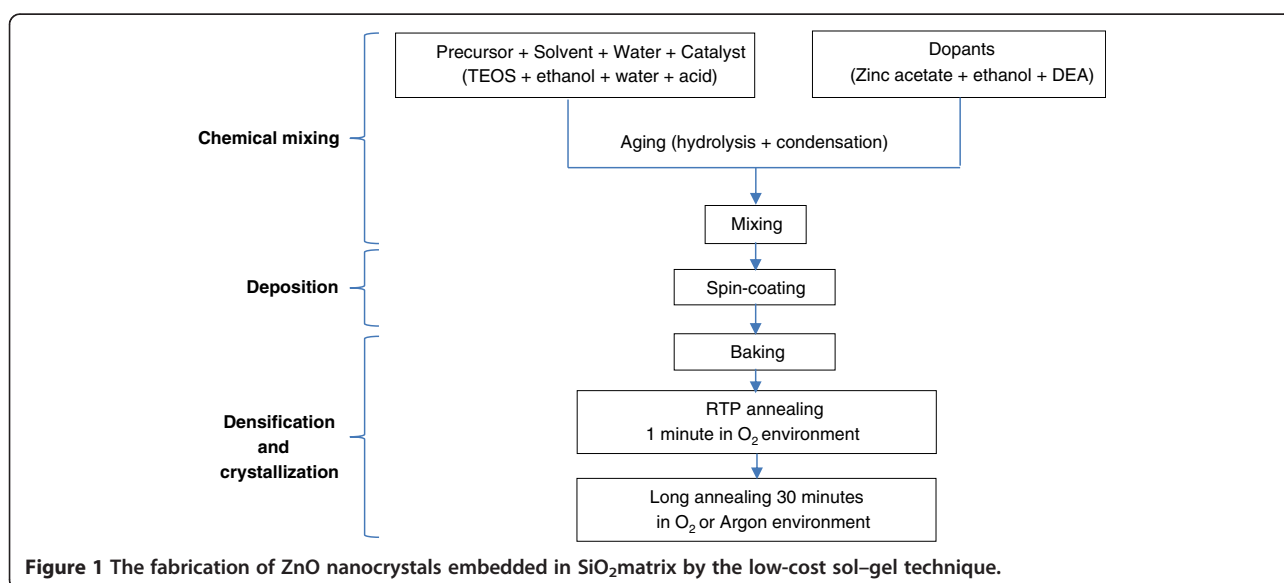 Precursor + Solvent + Water + Catalyst
(TEOS + ethanol + water + acid)
Dopants
(Zinc acetate + ethanol + DEA)
Chemical mixing
Aging (hydrolysis + condensation)
Mixing
Deposition
Spin-coating
Baking
Densification
and
crystallization
RTP annealing
1 minute in O₂ environment
Long annealing 30 minutes
in O₂ or Argon environment
Figure 1 The fabrication of ZnO nanocrystals embedded in SiO₂matrix by the low-cost sol–gel technique.